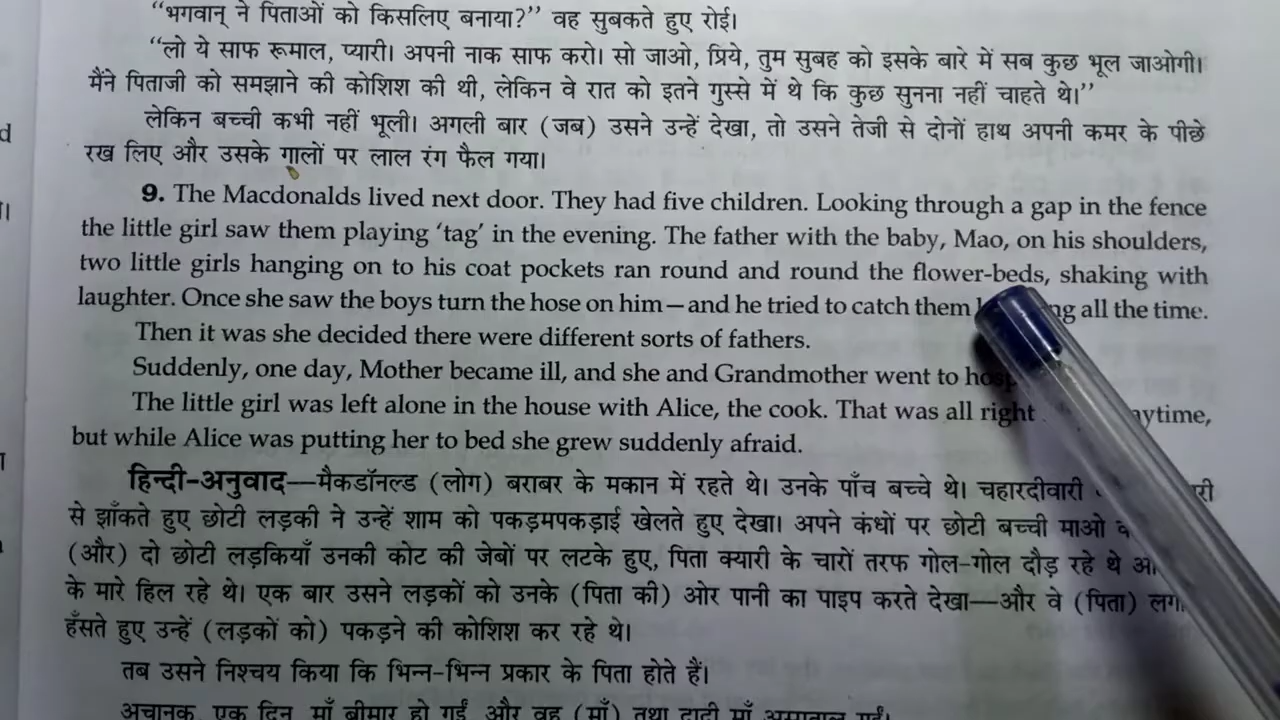 “भगवान् ने पिताओं को किसलिए बनाया?” वह सुबकते हुए रोई।
“लो ये साफ रूमाल, प्यारी। अपनी नाक साफ करो। सो जाओ, प्रिये, तुम सुबह को इसके बारे में सब कुछ भूल जाओगी।
मैंने पिताजी को समझाने की कोशिश की थी, लेकिन वे रात को इतने गुस्से में थे कि कुछ सुनना नहीं चाहते थे।”
लेकिन बच्ची कभी नहीं भूली। अगली बार (जब) उसने उन्हें देखा, तो उसने तेजी से दोनों हाथ अपनी कमर के पीछे
रख लिए और उसके गालों पर लाल रंग फैल गया।
9. The Macdonalds lived next door. They had five children. Looking through a gap in the fence
the little girl saw them playing ‘tag’ in the evening. The father with the baby, Mao, on his shoulders,
two little girls hanging on to his coat pockets ran round and round the flower-beds, shaking with
laughter. Once she saw the boys turn the hose on him—and he tried to catch them all the time.
Then it was she decided there were different sorts of fathers.
Suddenly, one day, Mother became ill, and she and Grandmother went to
The little girl was left alone in the house with Alice, the cook. That was all right
but while Alice was putting her to bed she grew suddenly afraid.
हिन्दी-अनुवाद—मैकडॉनल्ड (लोग) बराबर के मकान में रहते थे। उनके पाँच बच्चे थे। चहारदीवारी
से झाँकते हुए छोटी लड़की ने उन्हें शाम को पकड़मपकड़ाई खेलते हुए देखा। अपने कंधों पर छोटी बच्ची माओ
(और) दो छोटी लड़कियाँ उनकी कोट की जेबों पर लटके हुए, पिता क्यारी के चारों तरफ गोल-गोल दौड़ रहे थे
के मारे हिल रहे थे। एक बार उसने लड़कों को उनके (पिता की) ओर पानी का पाइप करते देखा—और वे (पिता)
हँसते हुए उन्हें (लड़कों को) पकड़ने की कोशिश कर रहे थे।
तब उसने निश्चय किया कि भिन्न-भिन्न प्रकार के पिता होते हैं।
अचानक, एक दिन, माँ बीमार हो गईं, और वह (माँ) तथा दादी माँ अस्पताल गईं।